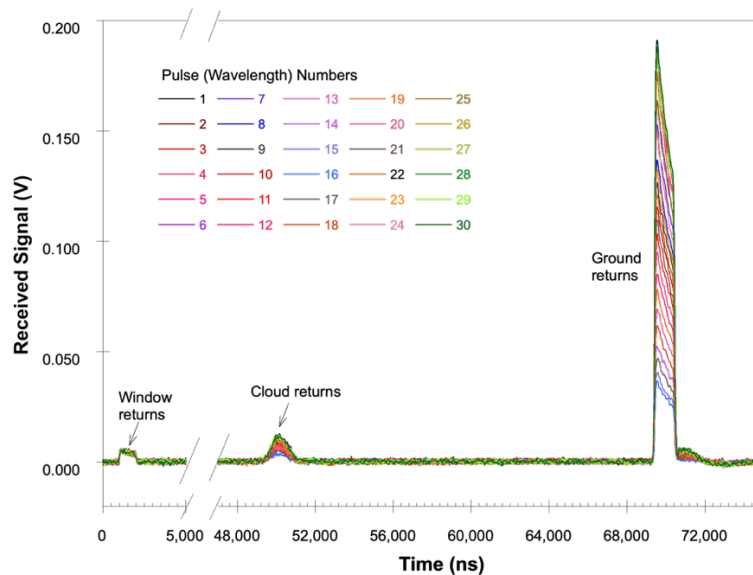 0.200
0.150
0.100
0.050
0.000
Received Signal (V)
Pulse (Wavelength) Numbers
1 7 13 19 25
2 8 14 20 26
3 9 15 21 27
4 10 16 22 28
5 11 17 23 29
6 12 18 24 30
Ground
returns
Window
returns
Cloud returns
0 5,000 48,000 52,000 56,000 60,000 64,000 68,000 72,000
Time (ns)